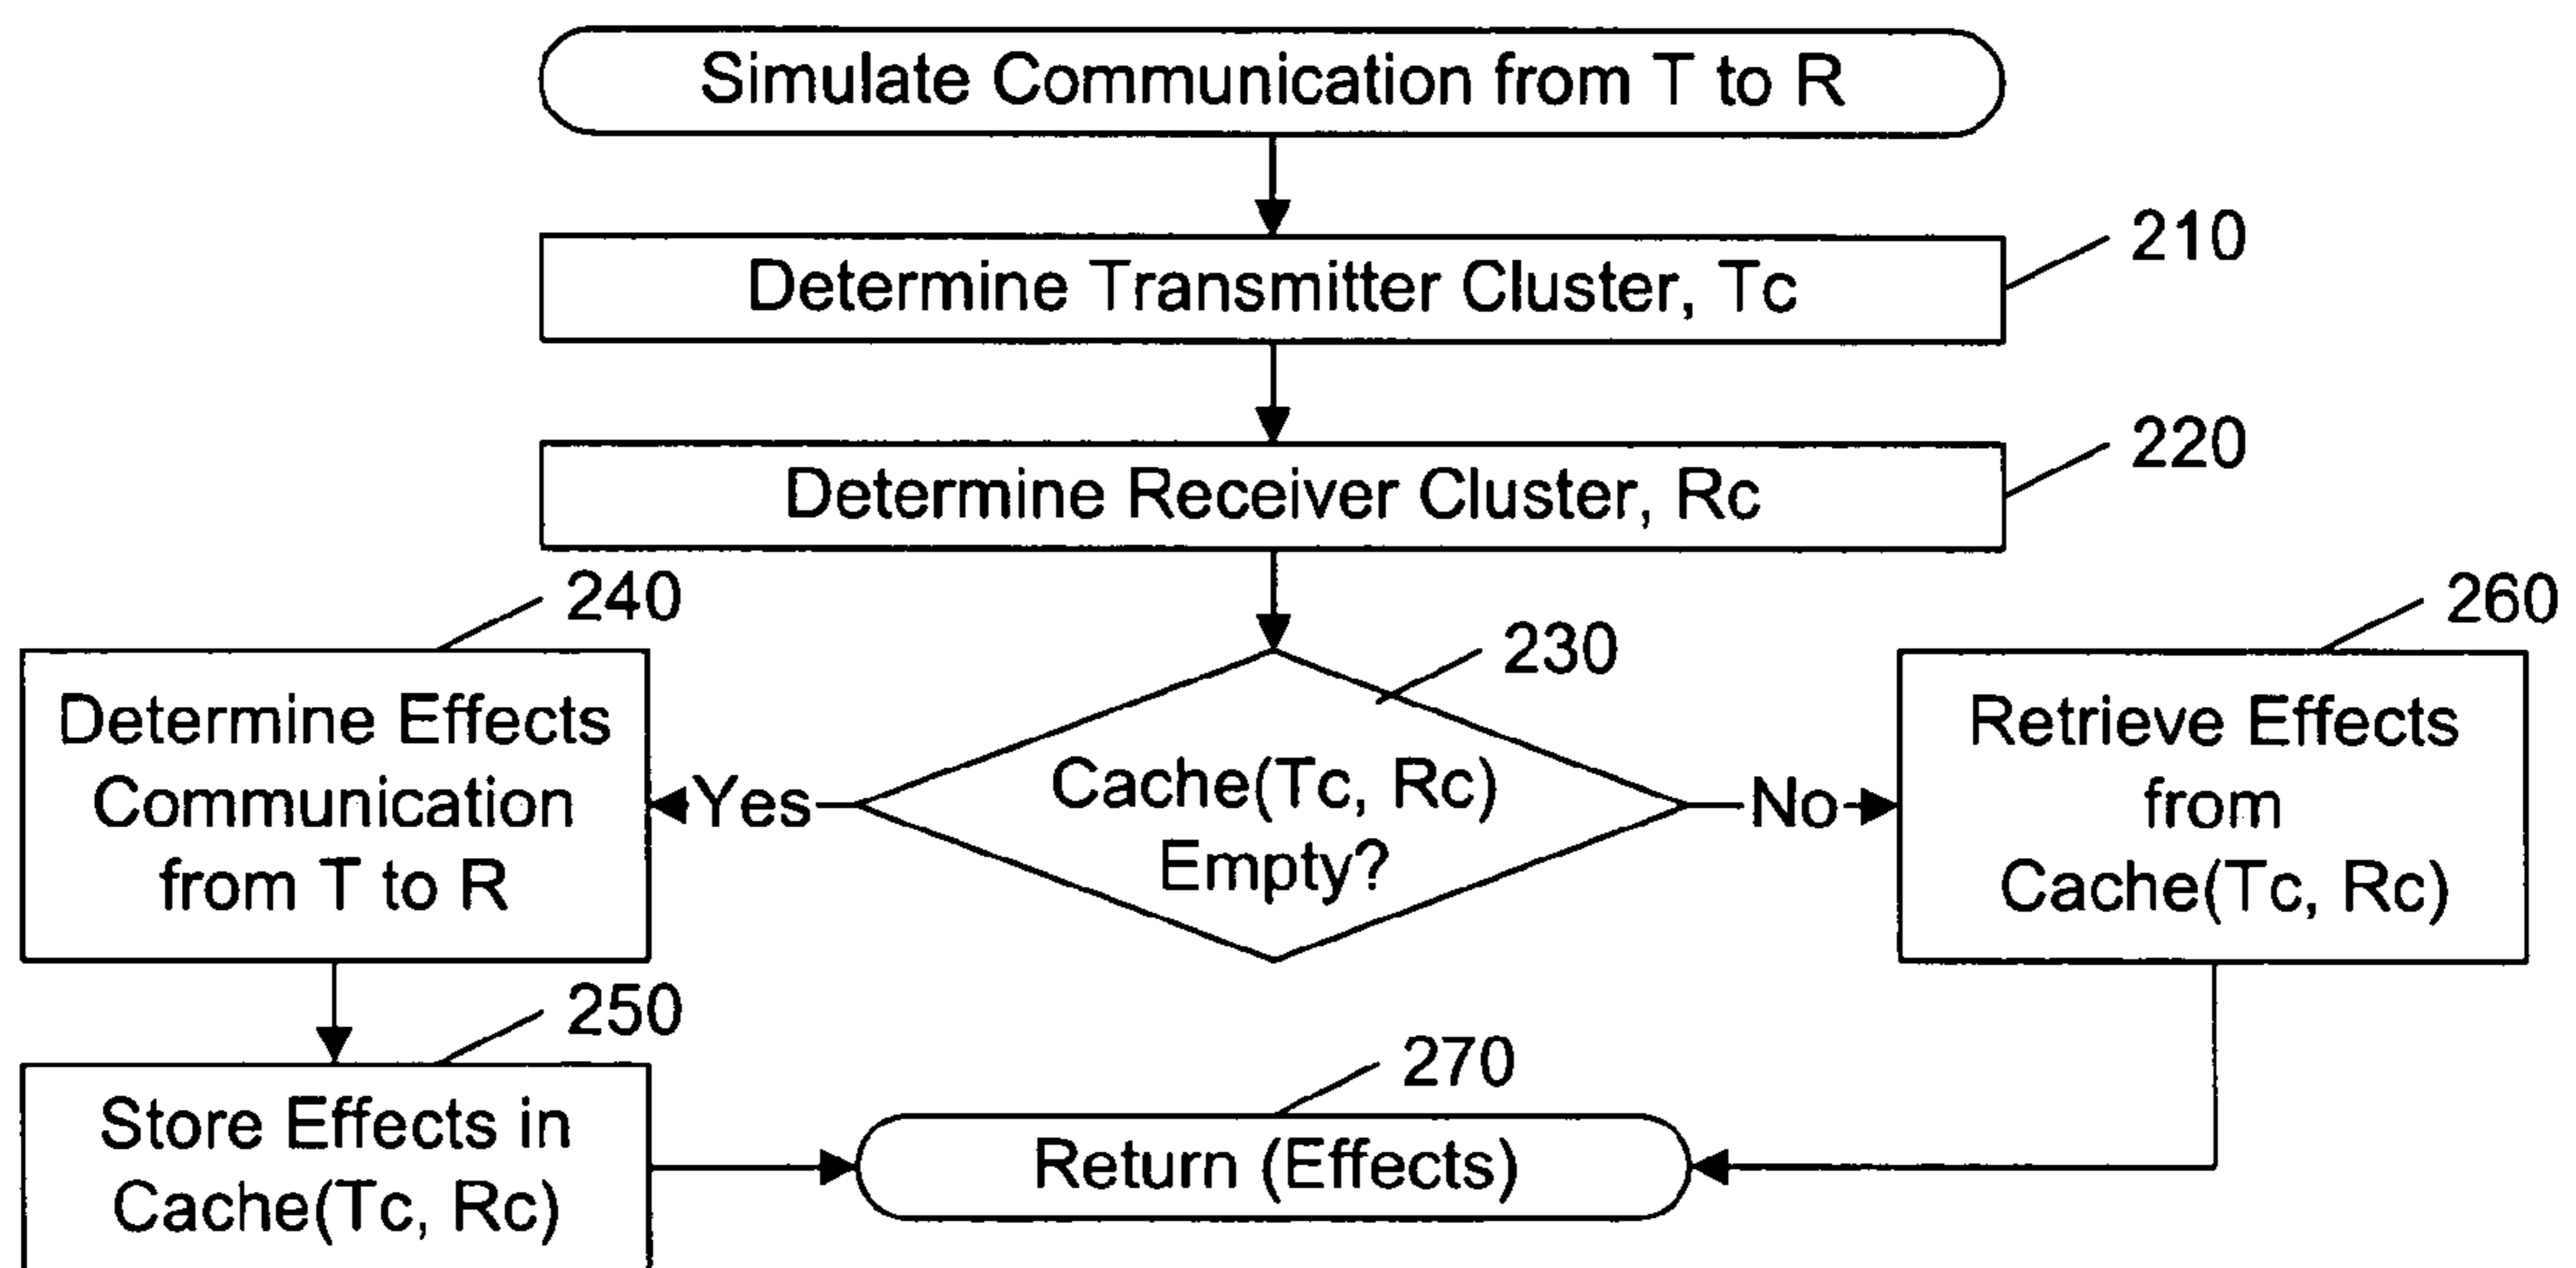 Simulate Communication from T to R
210
Determine Transmitter Cluster, Tc
220
Determine Receiver Cluster, Rc
240
260
230
Determine Effects
Communication
from T to R
Yes
Cache(Tc, Rc)
Empty?
No
Retrieve Effects
from
Cache(Tc, Rc)
250
270
Store Effects in
Cache(Tc, Rc)
Return (Effects)